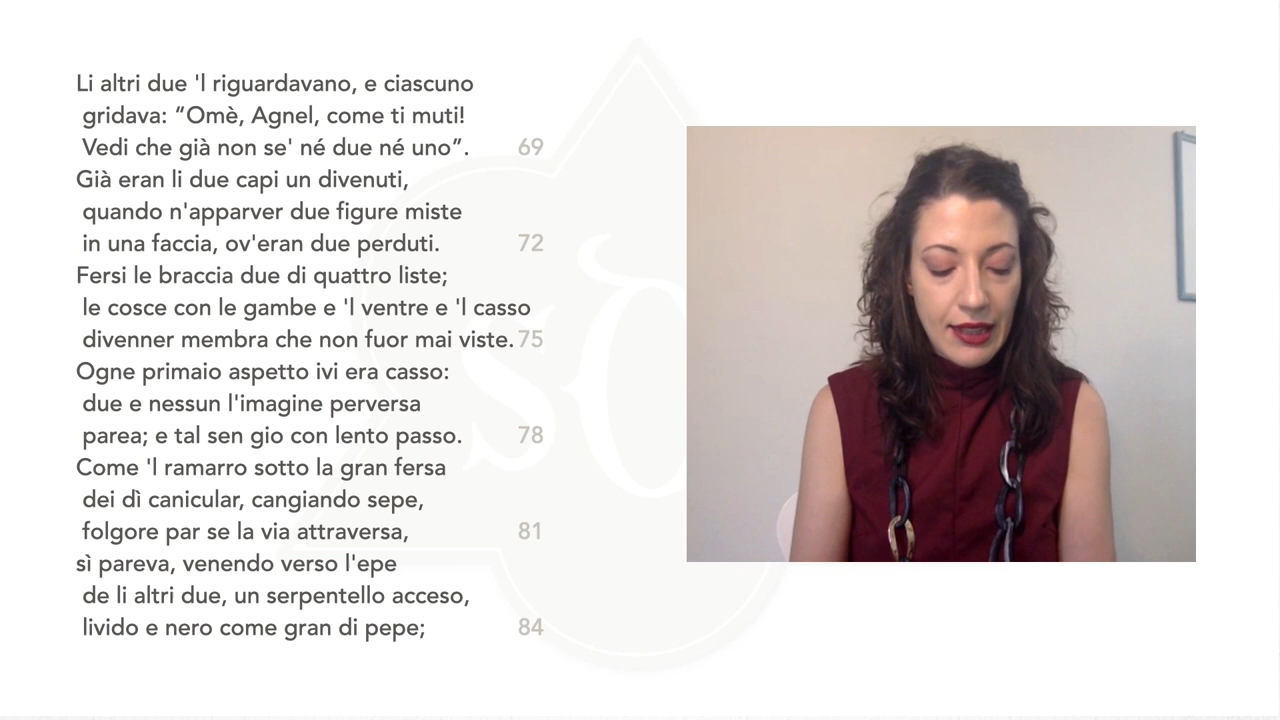 Li altri due 'l riguardavano, e ciascuno
gridava: “Omè, Agnel, come ti muti!
Vedi che già non se' né due né uno”. 69
Già eran li due capi un divenuti,
quando n'apparver due figure miste
in una faccia, ov'eran due perduti. 72
Fersi le braccia due di quattro liste;
le cosce con le gambe e 'l ventre e 'l casso
divenner membra che non fuor mai viste. 75
Ogne primaio aspetto ivi era casso:
due e nessun l'imagine perversa
parea; e tal sen gio con lento passo. 78
Come 'l ramarro sotto la gran fersa
dei dì canicular, cangiando sepe,
folgore par se la via attraversa, 81
sì pareva, venendo verso l'epe
de li altri due, un serpentello acceso,
livido e nero come gran di pepe; 84